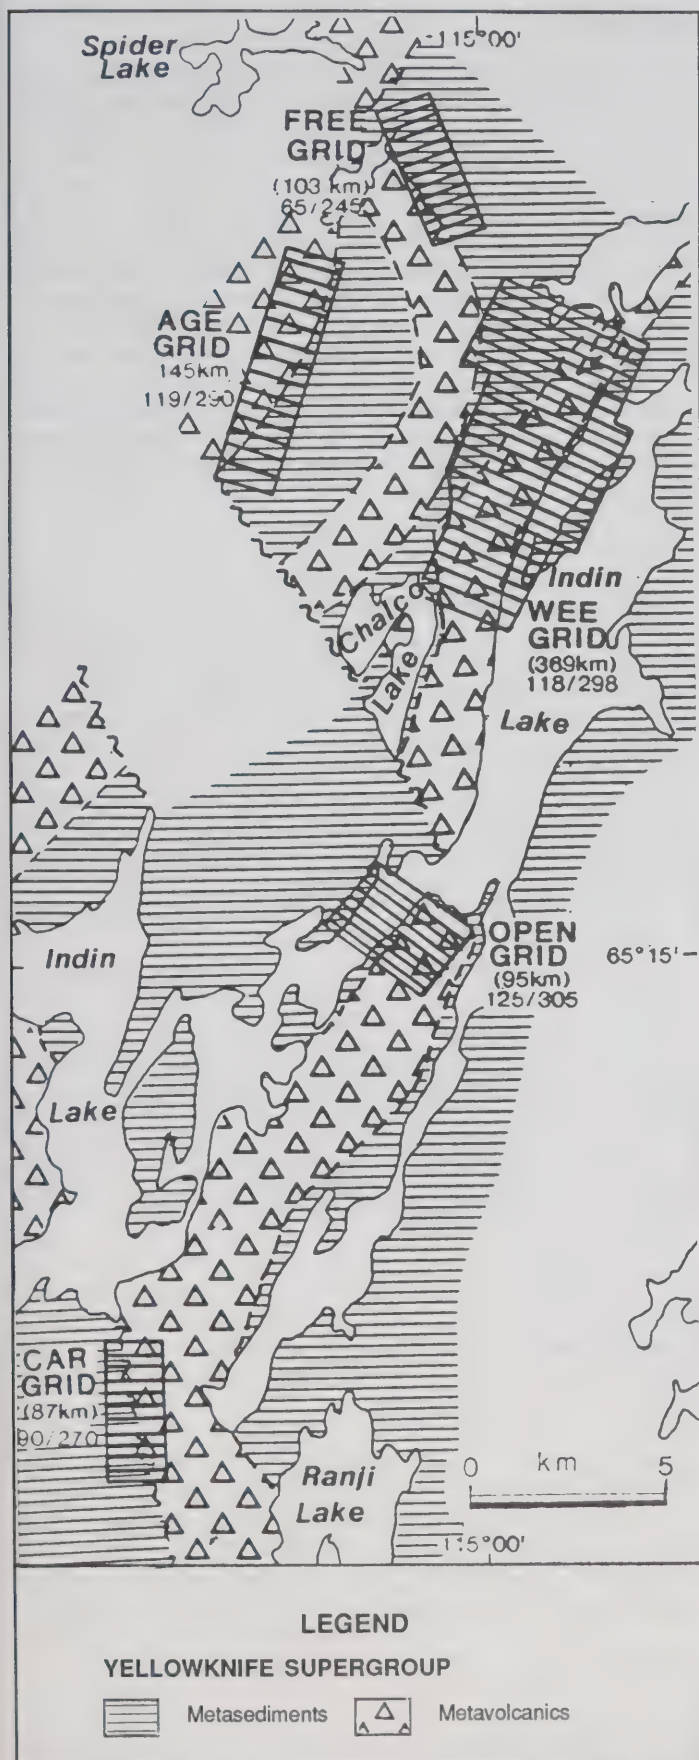 115°00'
Spider
Lake
FREE
GRID
(103 km)
65/245
AGE
GRID
145km
119/290
Chalco
Lake
Indin
WEE
GRID
(369km)
118/298
Lake
Indin
OPEN
GRID
(95km)
125/305
65°15'
Lake
CAR
GRID
(87km)
90/270
Ranji
Lake
0 km 5
115°00'
LEGEND
YELLOWKNIFE SUPERGROUP
Metasediments Metavolcanics